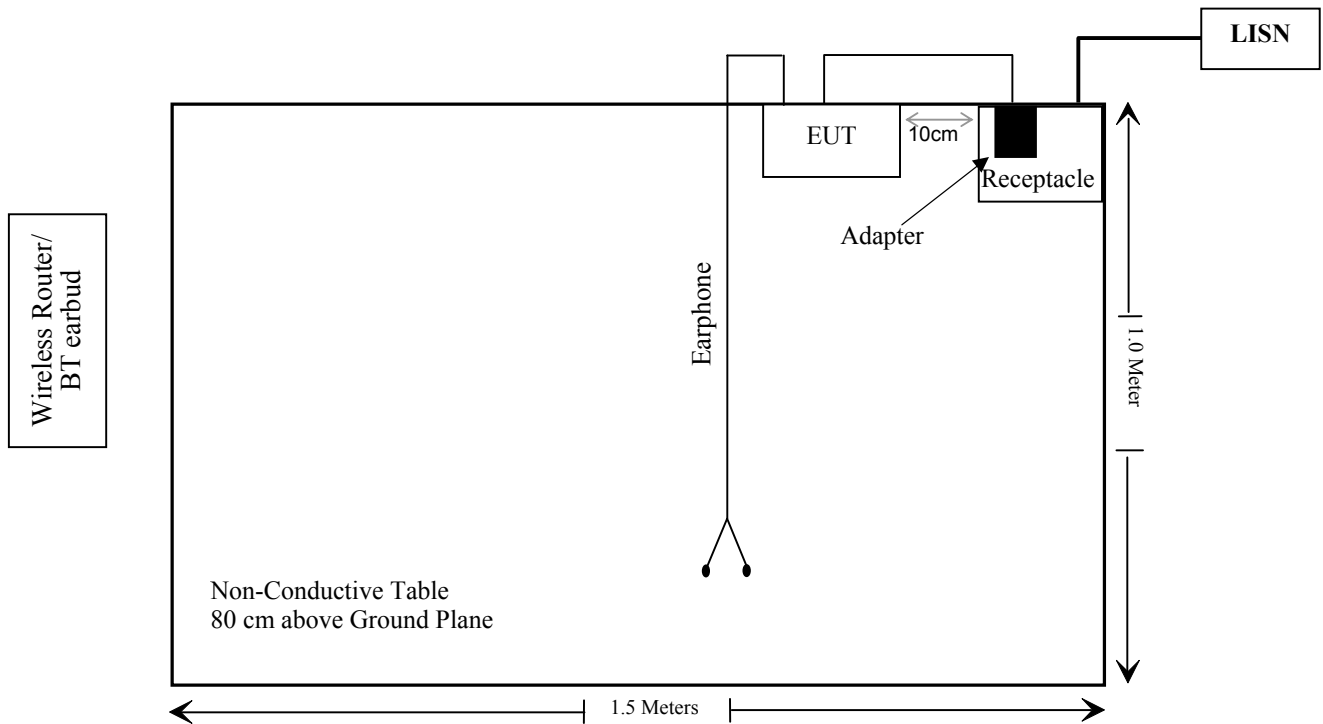 LISN
EUT
10cm
Receptacle
Adapter
Earphone
Wireless Router/
BT earbud
1.0 Meter
Non-Conductive Table
80 cm above Ground Plane
1.5 Meters